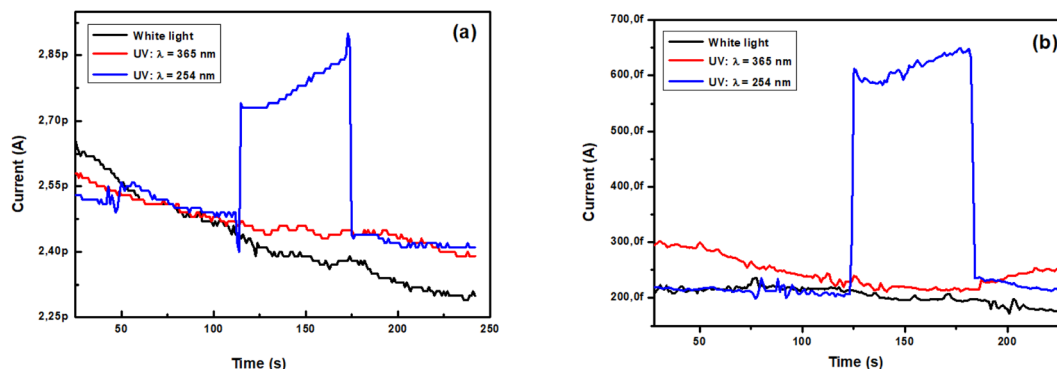 (a)
White light
UV: λ = 365 nm
UV: λ = 254 nm
2,85p
2,70p
2,55p
2,40p
2,25p
Current (A)
50
100
150
200
250
Time (s)
(b)
White light
UV: λ = 365 nm
UV: λ = 254 nm
700,0f
600,0f
500,0f
400,0f
300,0f
200,0f
Current (A)
50
100
150
200
Time (s)